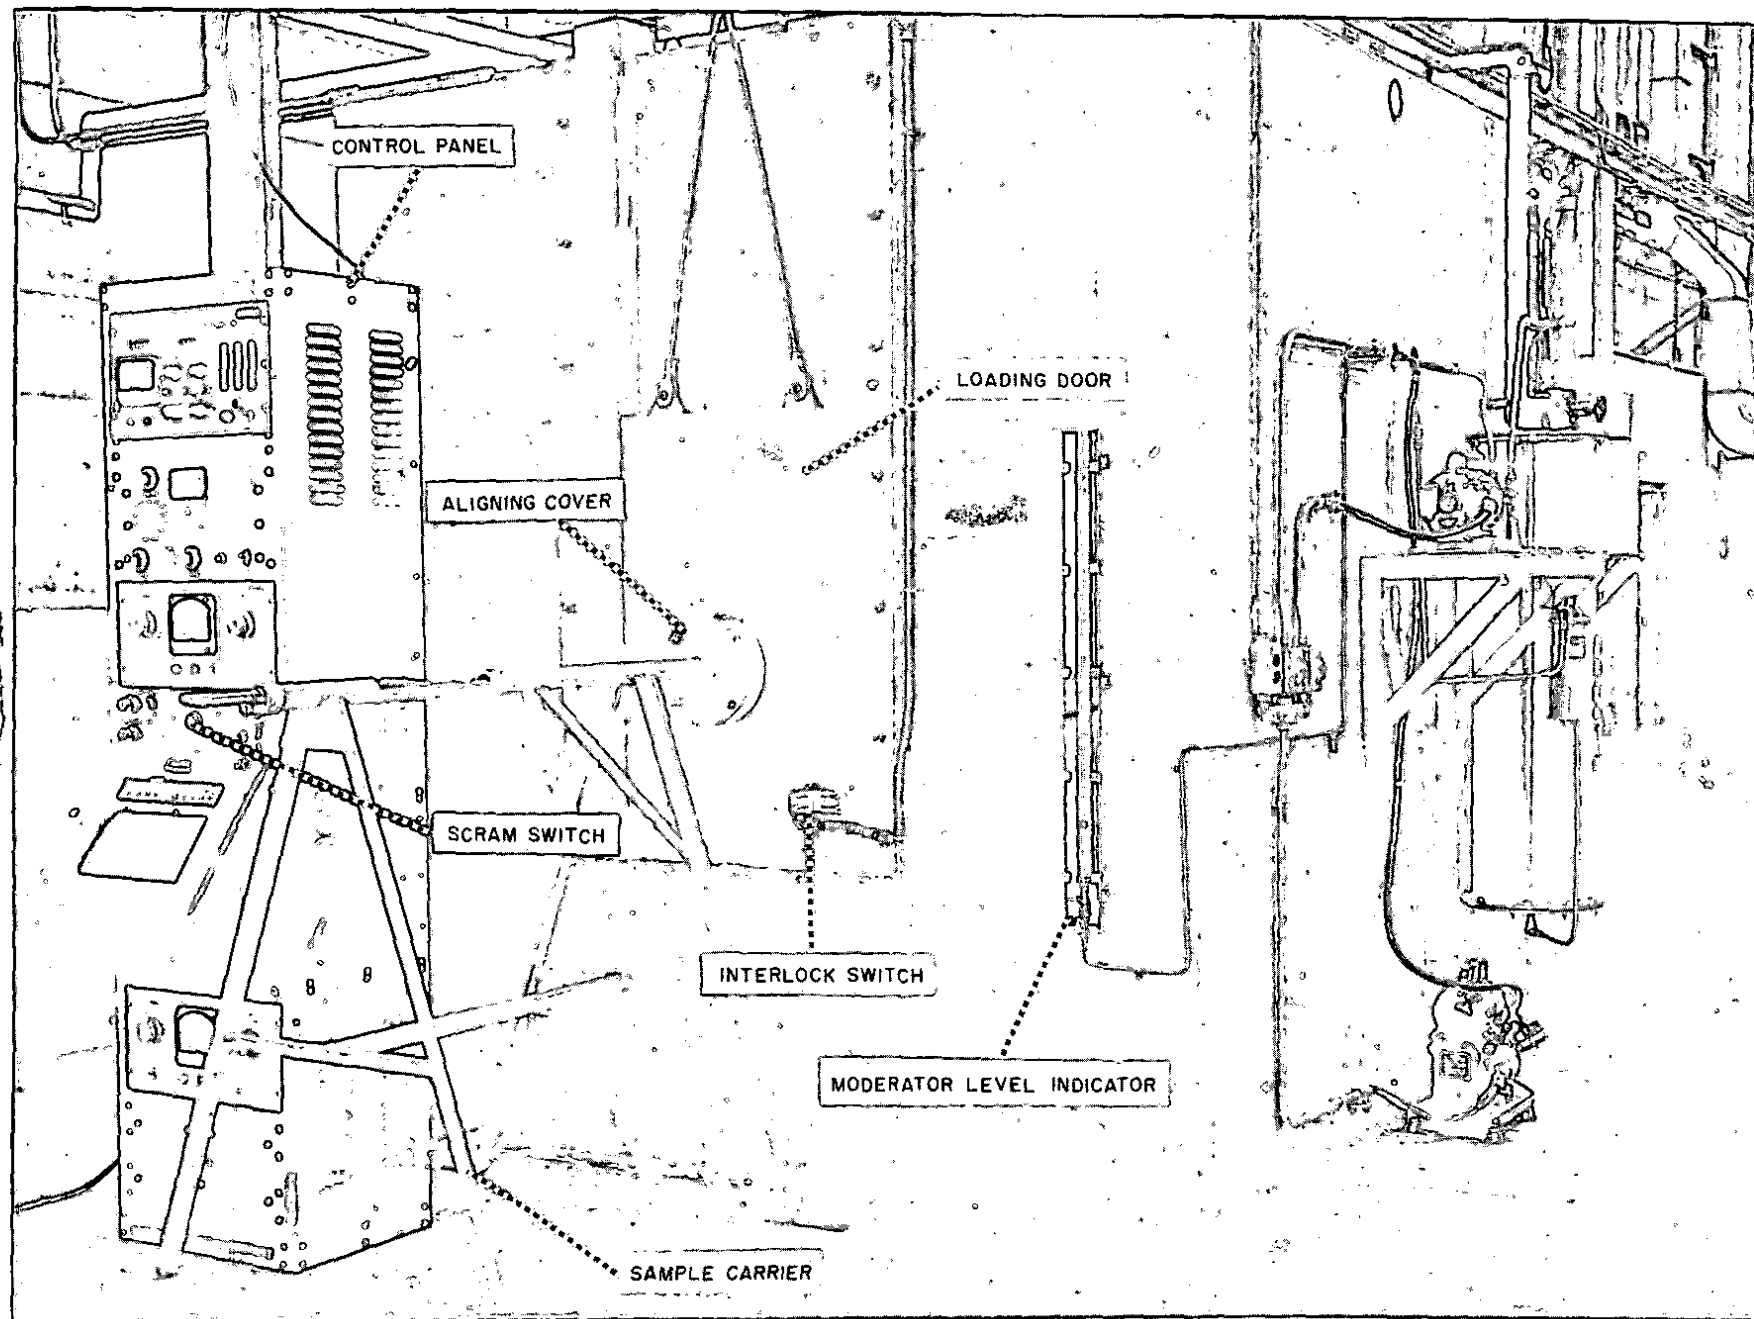 CONTROL PANEL
LOADING DOOR
ALIGNING COVER
SCRAM SWITCH
INTERLOCK SWITCH
MODERATOR LEVEL INDICATOR
SAMPLE CARRIER